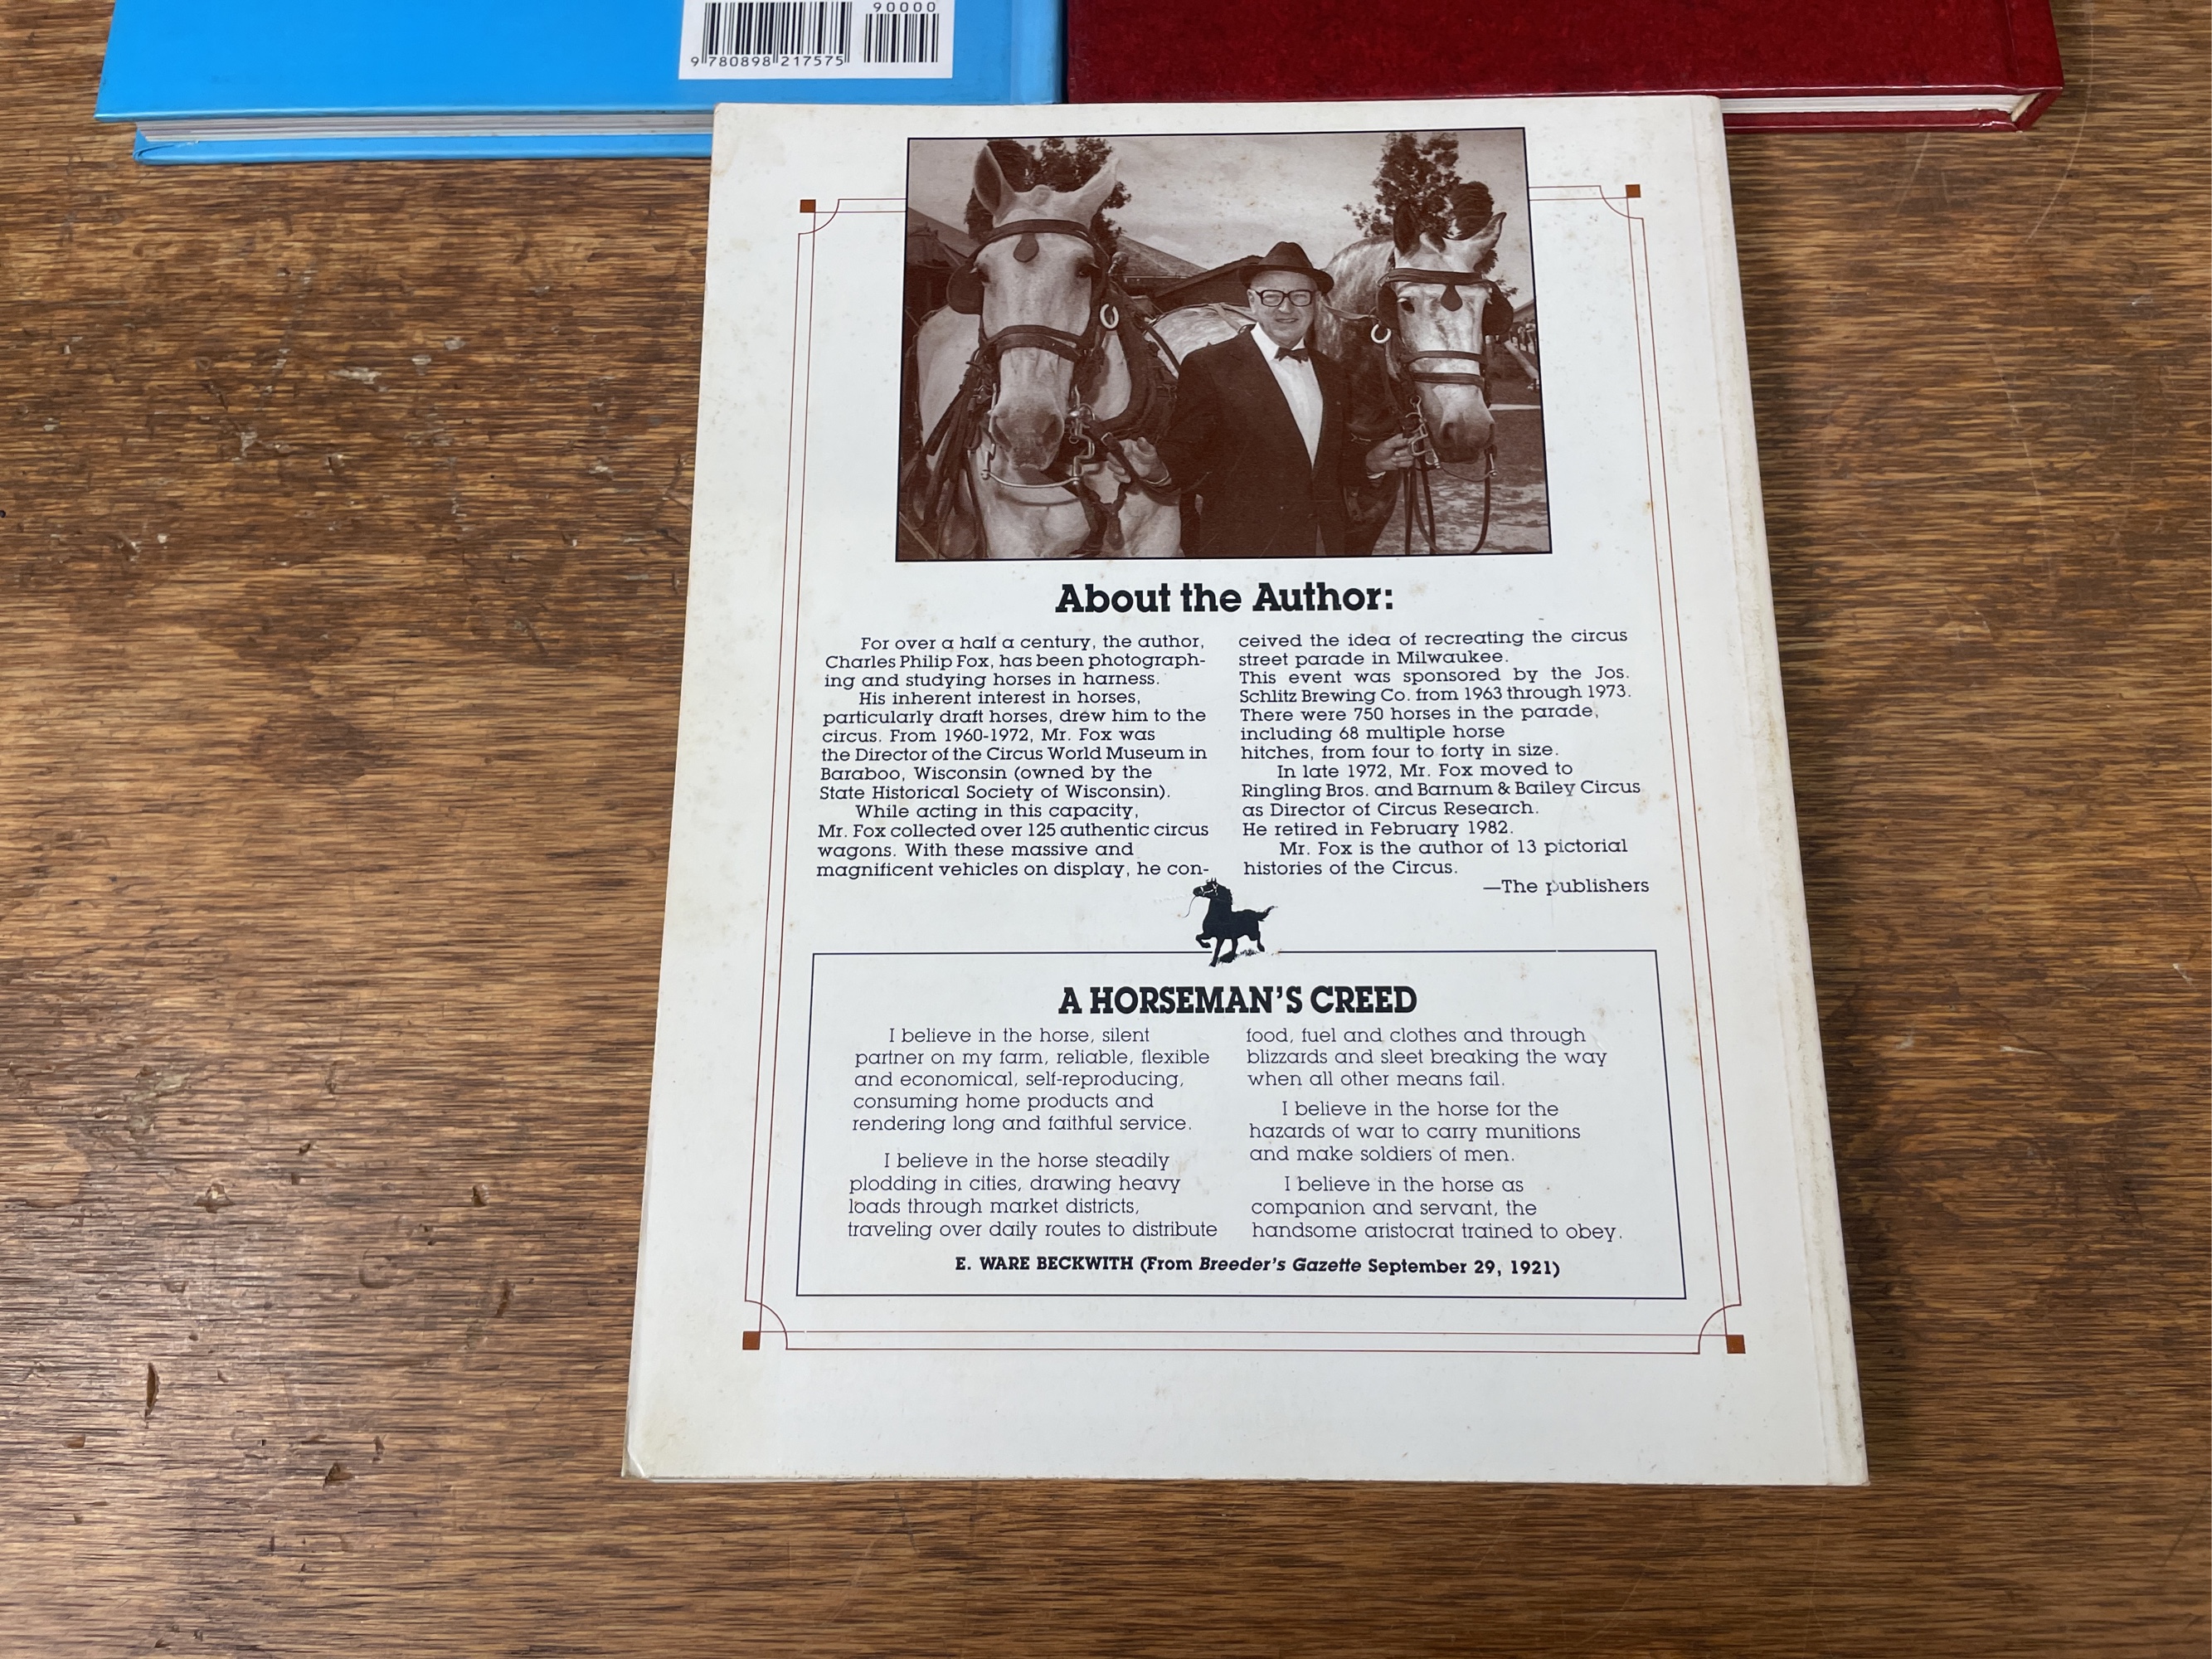 90000
9 780898 217575
About the Author:
For over a half a century, the author,
Charles Philip Fox, has been photograph-
ing and studying horses in harness.
His inherent interest in horses,
particularly draft horses, drew him to the
circus. From 1960-1972, Mr. Fox was
the Director of the Circus World Museum in
Baraboo, Wisconsin (owned by the
State Historical Society of Wisconsin).
While acting in this capacity,
Mr. Fox collected over 125 authentic circus
wagons. With these massive and
magnificent vehicles on display, he con-
ceived the idea of recreating the circus
street parade in Milwaukee.
This event was sponsored by the Jos.
Schlitz Brewing Co. from 1963 through 1973.
There were 750 horses in the parade,
including 68 multiple horse
hitches, from four to forty in size.
In late 1972, Mr. Fox moved to
Ringling Bros. and Barnum & Bailey Circus
as Director of Circus Research.
He retired in February 1982.
Mr. Fox is the author of 13 pictorial
histories of the Circus.
—The publishers
A HORSEMAN'S CREED
I believe in the horse, silent
partner on my farm, reliable, flexible
and economical, self-reproducing,
consuming home products and
rendering long and faithful service.
I believe in the horse steadily
plodding in cities, drawing heavy
loads through market districts,
traveling over daily routes to distribute
food, fuel and clothes and through
blizzards and sleet breaking the way
when all other means fail.
I believe in the horse for the
hazards of war to carry munitions
and make soldiers of men.
I believe in the horse as
companion and servant, the
handsome aristocrat trained to obey.
E. WARE BECKWITH (From Breeder's Gazette September 29, 1921)